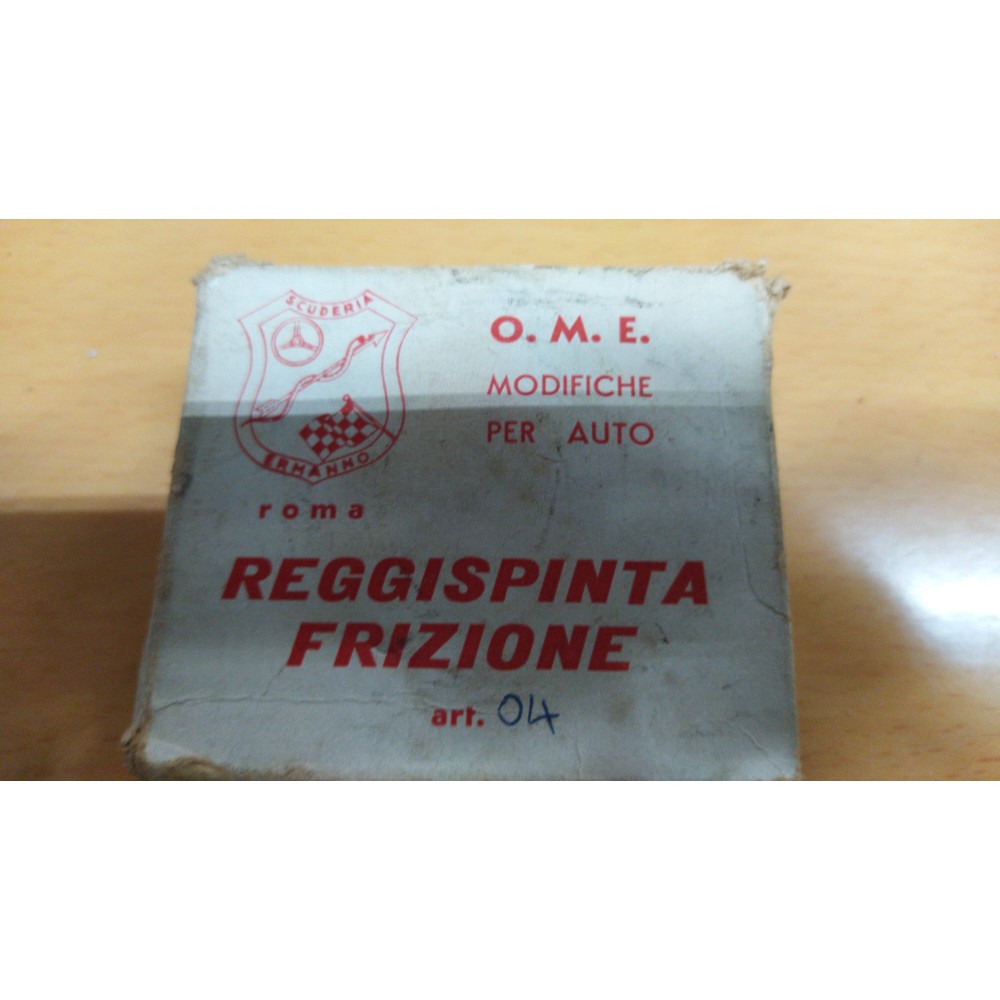 SCUDERIA
ERMANNO
roma
O. M. E.
MODIFICHE
PER AUTO
REGGISPINTA
FRIZIONE
art. 04